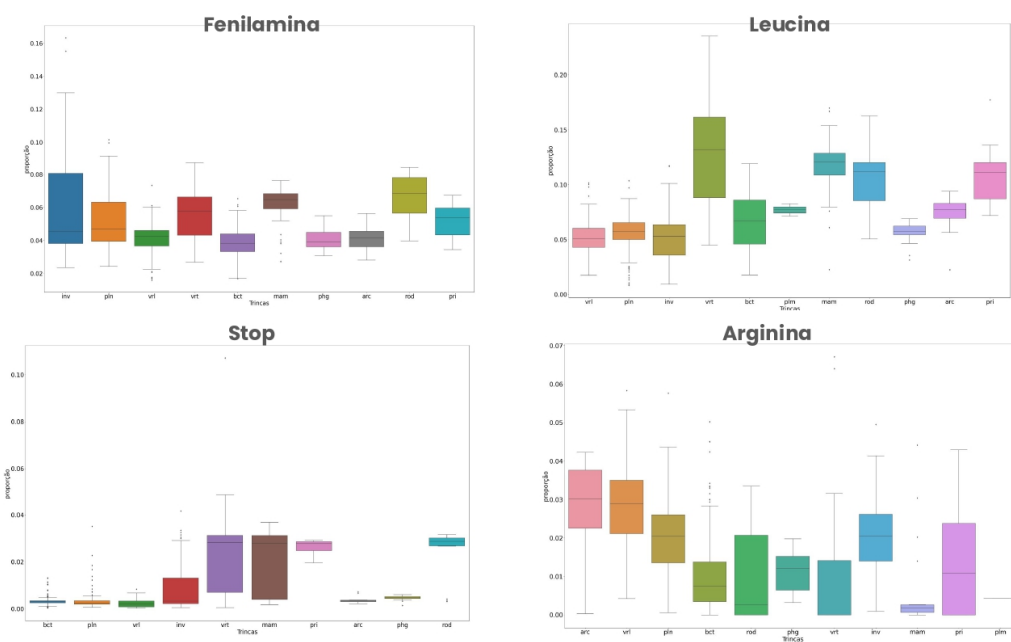 Fenilamina
0.16
0.14
0.12
0.10
0.08
0.06
0.04
0.02
proporção
inv pln vrl vrt bct mam phg arc rod pri
Trincas
Leucina
0.20
0.15
0.10
0.05
0.00
proporção
vrl pln inv vrt bct plm mam rod phg arc pri
Trincas
Stop
0.10
0.08
0.06
0.04
0.02
0.00
proporção
bct pln vrl inv vrt mam pri arc phg rod
Trincas
Arginina
0.07
0.06
0.05
0.04
0.03
0.02
0.01
0.00
proporção
arc vrl pln bct rod phg vrt inv mam pri plm
Trincas